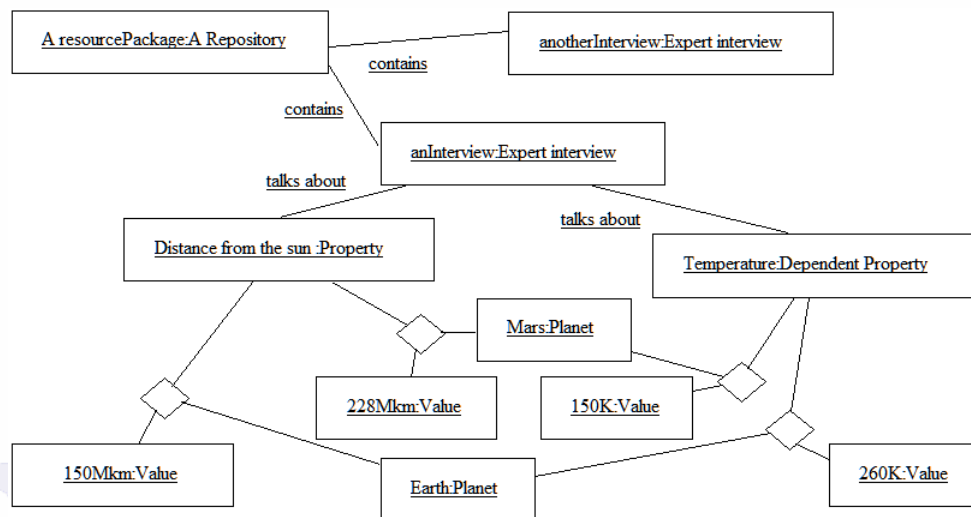 A resourcePackage:A Repository
anotherInterview:Expert interview
contains
contains
anInterview:Expert interview
talks about
talks about
Distance from the sun :Property
Temperature:Dependent Property
Mars:Planet
228Mkm:Value
150K:Value
150Mkm:Value
Earth:Planet
260K:Value